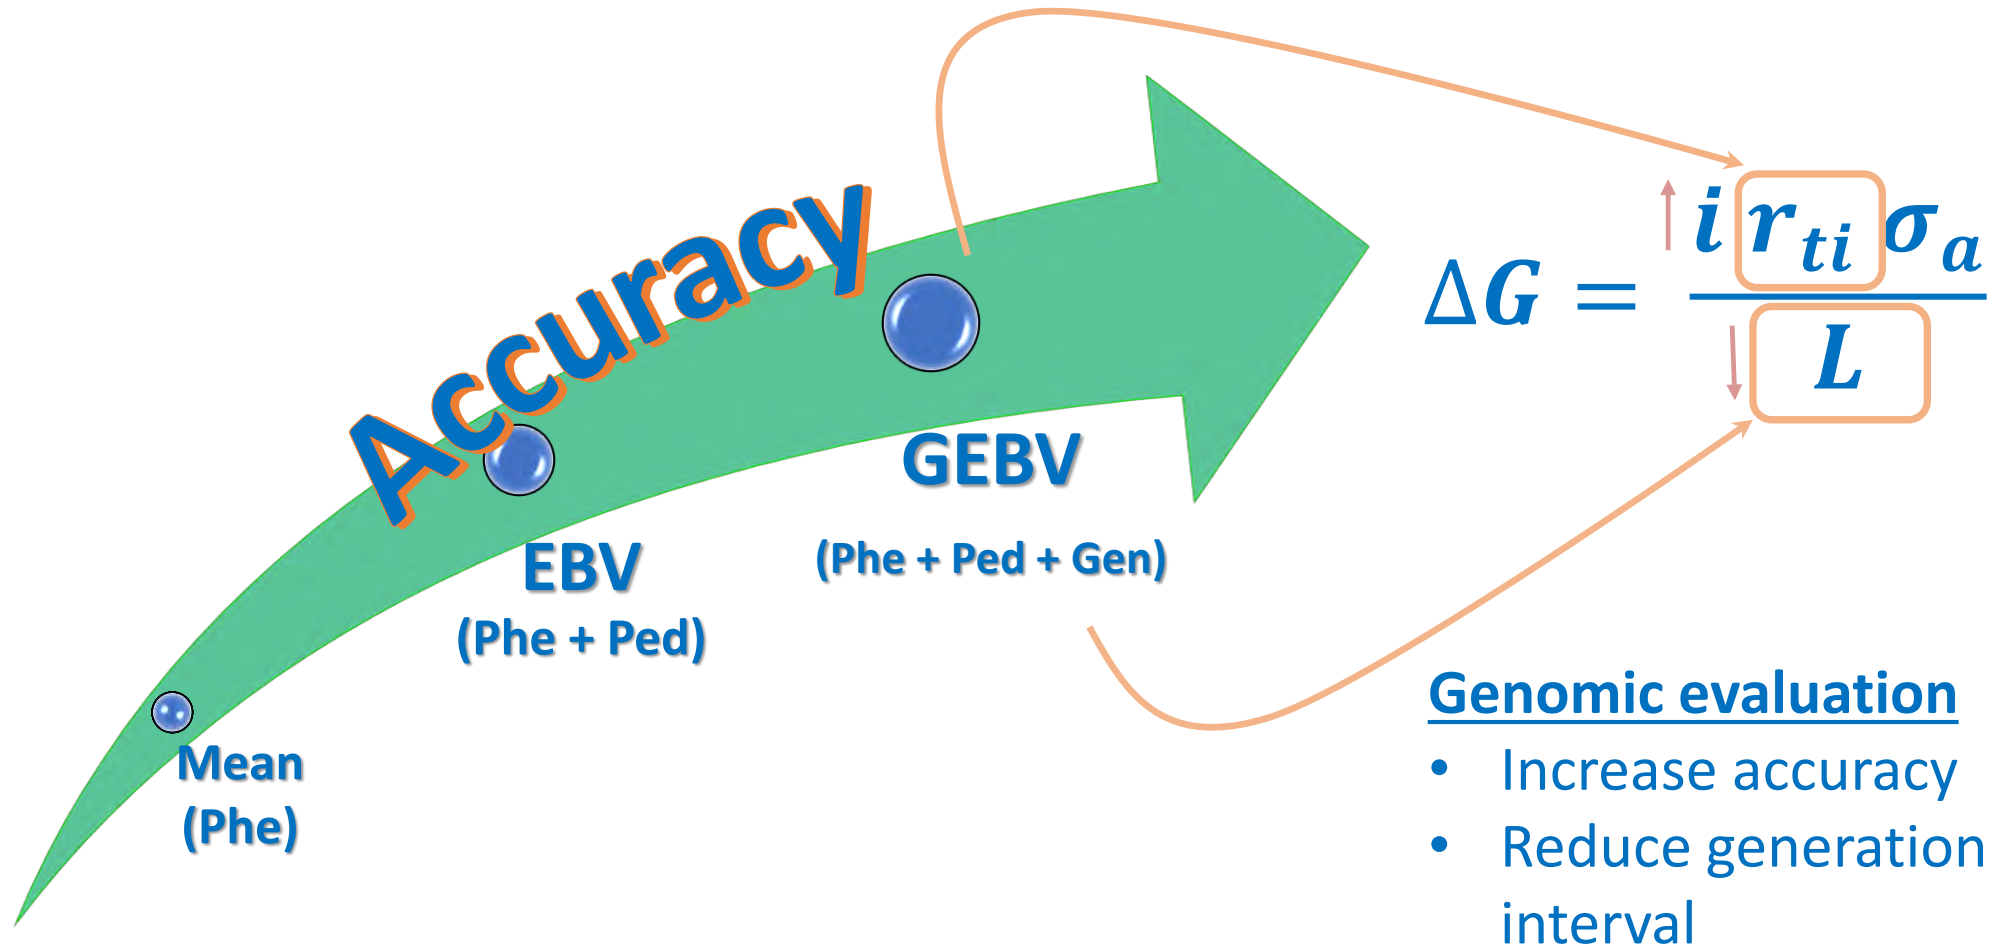 Accuracy
Mean
(Phe)
EBV
(Phe + Ped)
GEBV
(Phe + Ped + Gen)
ΔG = i r_ti σ_a / L
Genomic evaluation
• Increase accuracy
• Reduce generation
interval